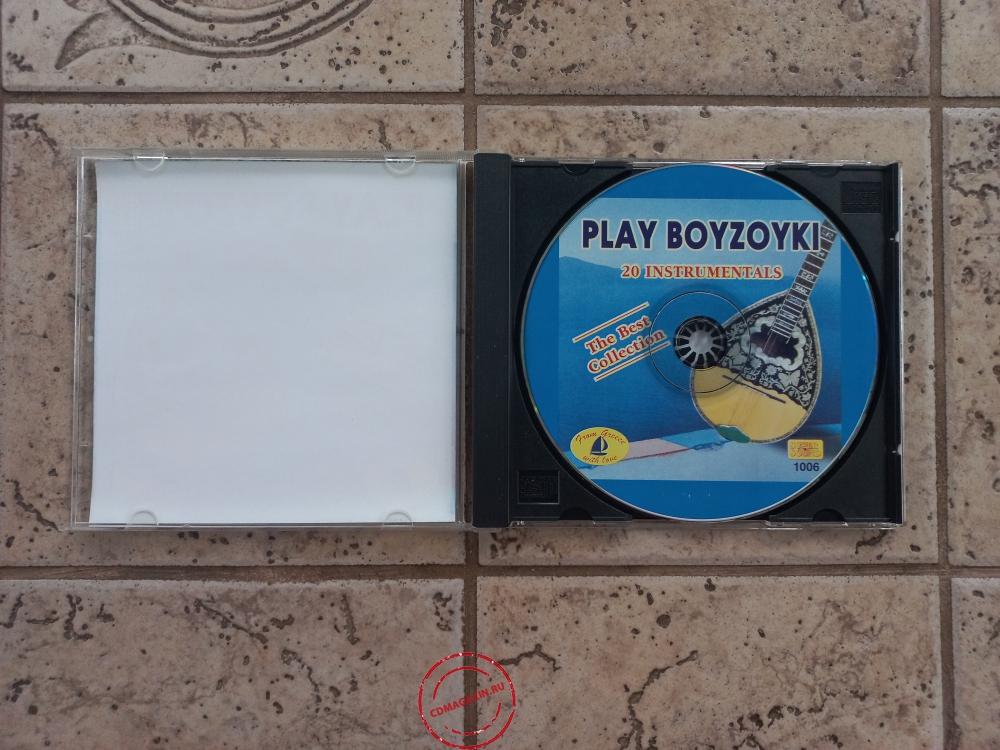 PLAY BOYZOYKI
20 INSTRUMENTALS
The Best
Collection
From Greece
with love
1006
CDMAGAZIN.RU